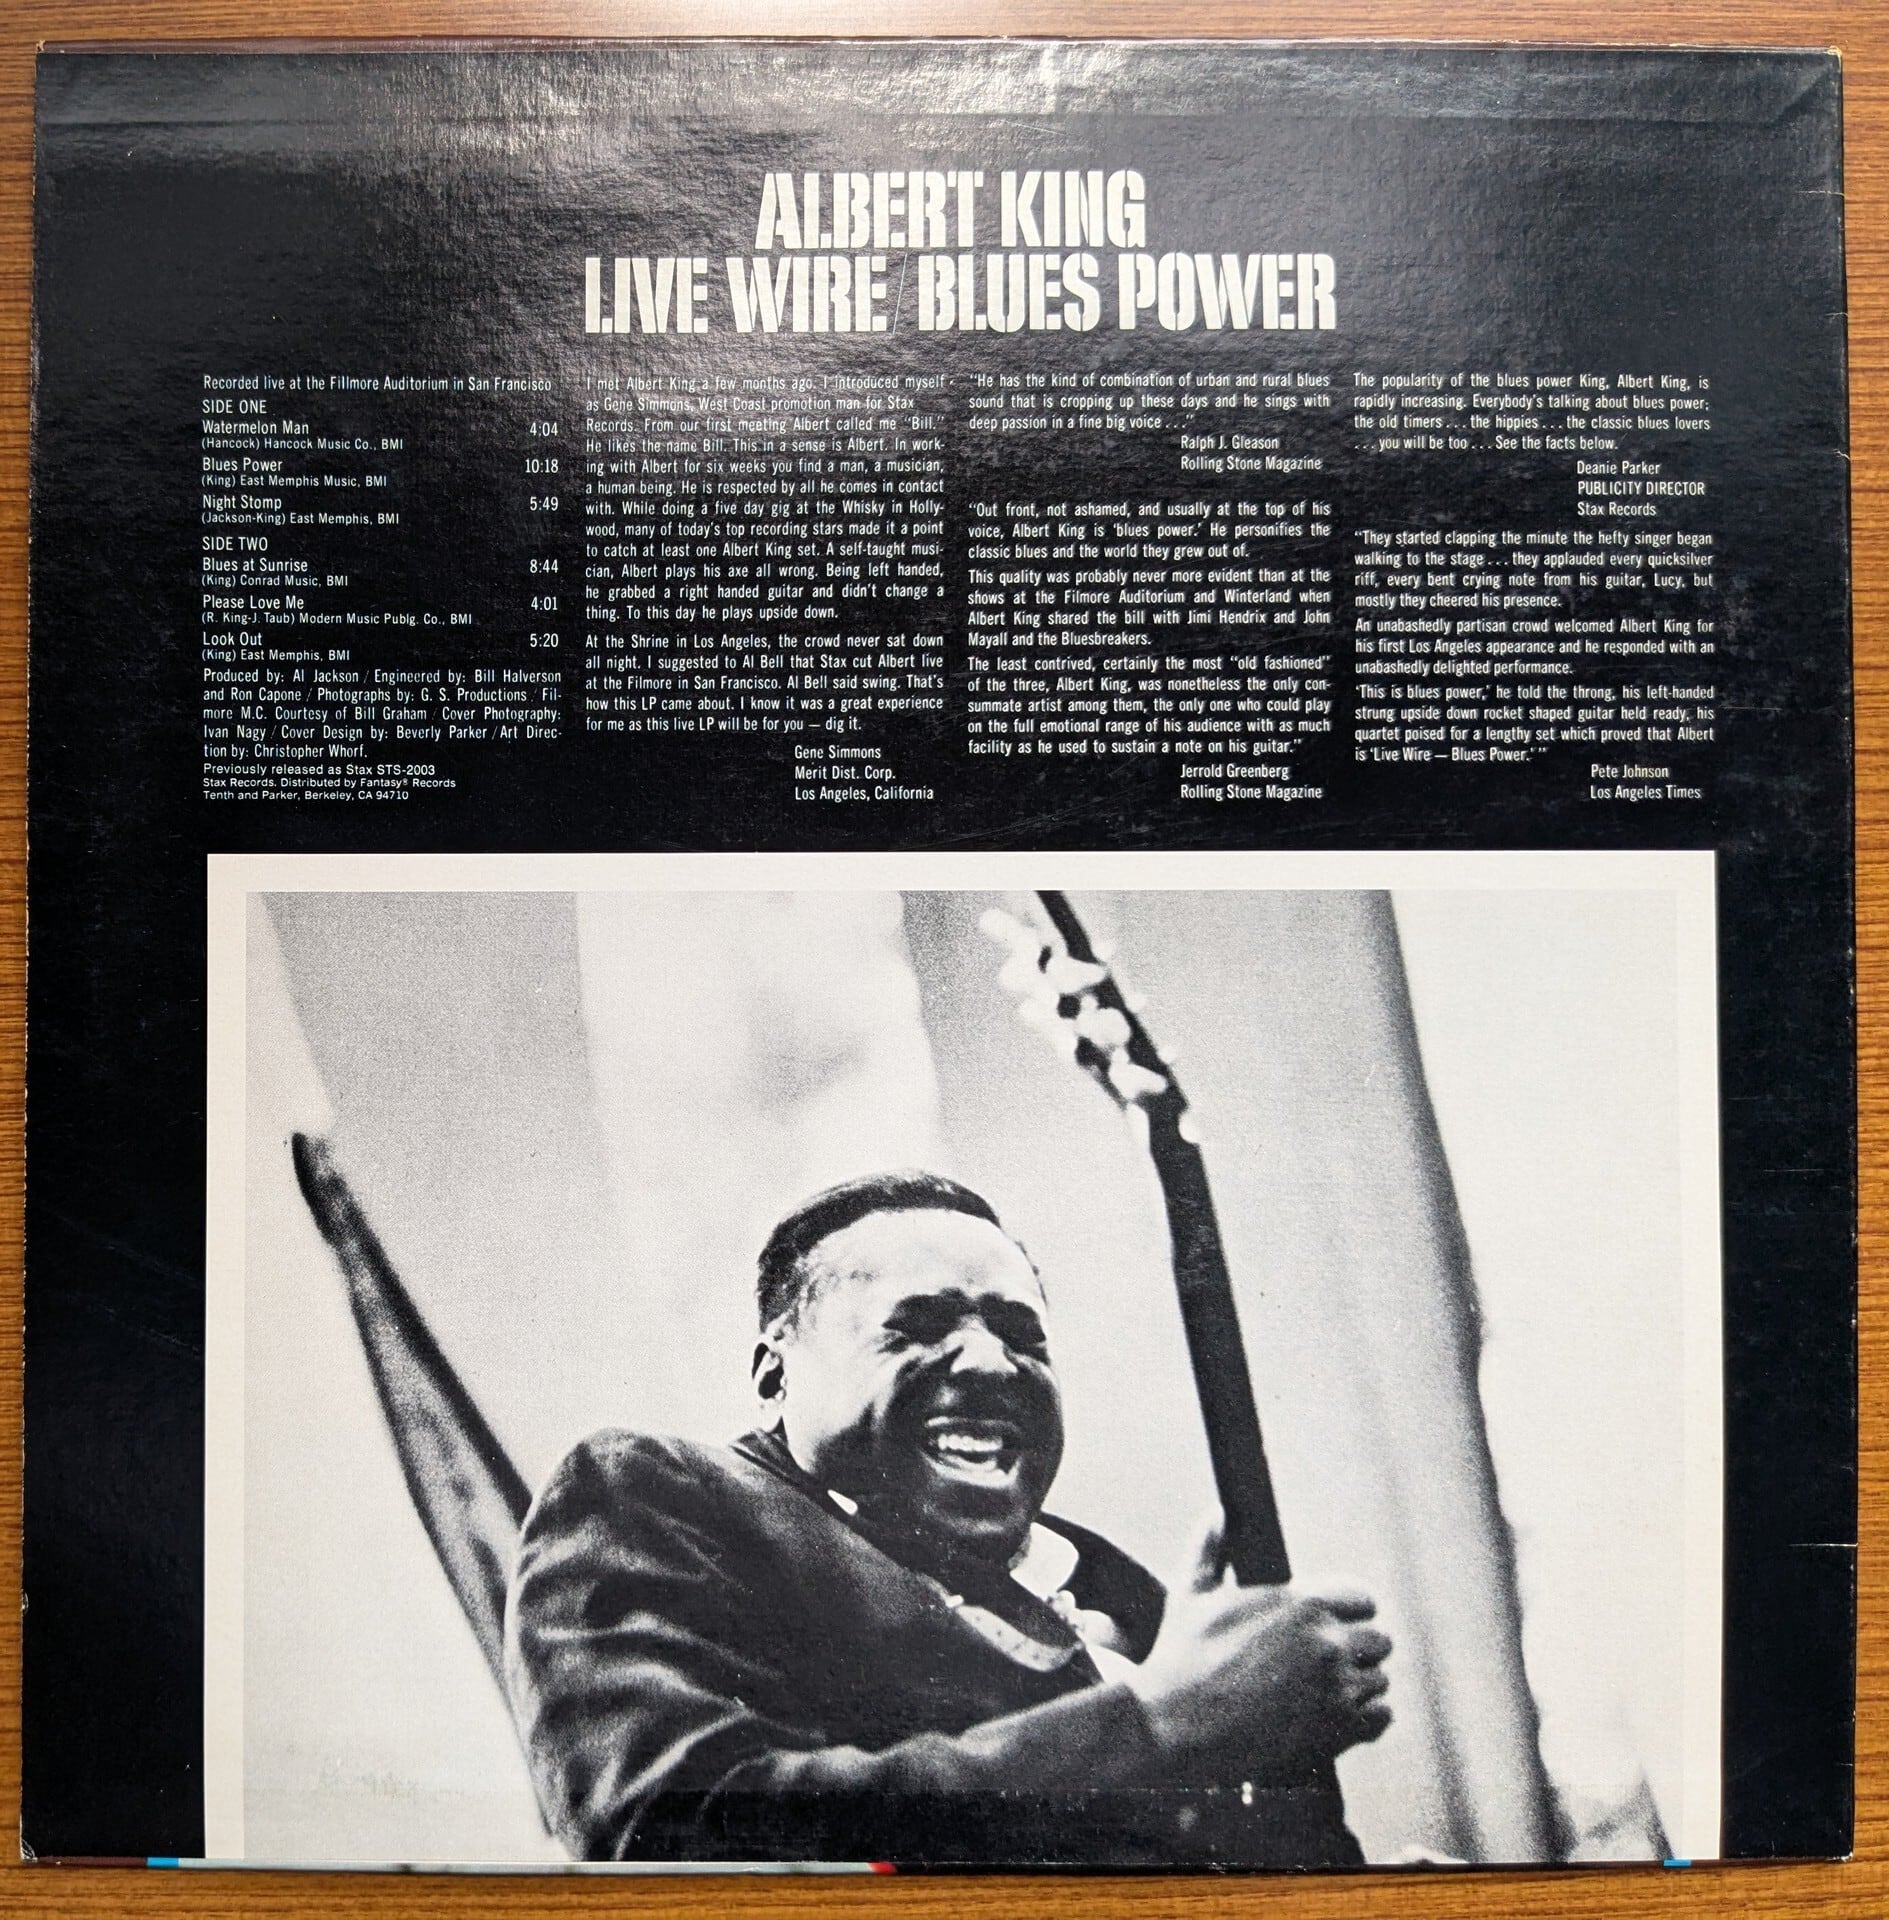 ALBERT KING
LIVE WIRE/BLUES POWER
Recorded live at the Fillmore Auditorium in San Francisco
SIDE ONE
Watermelon Man 4:04
(Hancock) Hancock Music Co., BMI
Blues Power 10:18
(King) East Memphis Music, BMI
Night Stomp 5:49
(Jackson-King) East Memphis, BMI
SIDE TWO
Blues at Sunrise 8:44
(King) Conrad Music, BMI
Please Love Me 4:01
(R. King-J. Taub) Modern Music Publg. Co., BMI
Look Out 5:20
(King) East Memphis, BMI
Produced by: Al Jackson / Engineered by: Bill Halverson
and Ron Capone / Photographs by: G. S. Productions / Fil-
more M.C. Courtesy of Bill Graham / Cover Photography:
Ivan Nagy / Cover Design by: Beverly Parker / Art Direc-
tion by: Christopher Whorf.
Previously released as Stax STS-2003
Stax Records. Distributed by Fantasy® Records
Tenth and Parker, Berkeley, CA 94710
I met Albert King a few months ago. I introduced myself
as Gene Simmons, West Coast promotion man for Stax
Records. From our first meeting Albert called me "Bill."
He likes the name Bill. This in a sense is Albert. In work-
ing with Albert for six weeks you find a man, a musician,
a human being. He is respected by all he comes in contact
with. While doing a five day gig at the Whisky in Holly-
wood, many of today's top recording stars made it a point
to catch at least one Albert King set. A self-taught musi-
cian, Albert plays his axe all wrong. Being left handed,
he grabbed a right handed guitar and didn't change a
thing. To this day he plays upside down.
At the Shrine in Los Angeles, the crowd never sat down
all night. I suggested to Al Bell that Stax cut Albert live
at the Filmore in San Francisco. Al Bell said swing. That's
how this LP came about. I know it was a great experience
for me as this live LP will be for you — dig it.
Gene Simmons
Merit Dist. Corp.
Los Angeles, California
"He has the kind of combination of urban and rural blues
sound that is cropping up these days and he sings with
deep passion in a fine big voice . . ."
Ralph J. Gleason
Rolling Stone Magazine
"Out front, not ashamed, and usually at the top of his
voice, Albert King is 'blues power.' He personifies the
classic blues and the world they grew out of.
This quality was probably never more evident than at the
shows at the Filmore Auditorium and Winterland when
Albert King shared the bill with Jimi Hendrix and John
Mayall and the Bluesbreakers.
The least contrived, certainly the most "old fashioned"
of the three, Albert King, was nonetheless the only con-
summate artist among them, the only one who could play
on the full emotional range of his audience with as much
facility as he used to sustain a note on his guitar."
Jerrold Greenberg
Rolling Stone Magazine
The popularity of the blues power King, Albert King, is
rapidly increasing. Everybody's talking about blues power;
the old timers . . . the hippies . . . the classic blues lovers
. . . you will be too . . . See the facts below.
Deanie Parker
PUBLICITY DIRECTOR
Stax Records
"They started clapping the minute the hefty singer began
walking to the stage . . . they applauded every quicksilver
riff, every bent crying note from his guitar, Lucy, but
mostly they cheered his presence.
An unabashedly partisan crowd welcomed Albert King for
his first Los Angeles appearance and he responded with an
unabashedly delighted performance.
'This is blues power,' he told the throng, his left-handed
strung upside down rocket shaped guitar held ready, his
quartet poised for a lengthy set which proved that Albert
is 'Live Wire — Blues Power.'"
Pete Johnson
Los Angeles Times